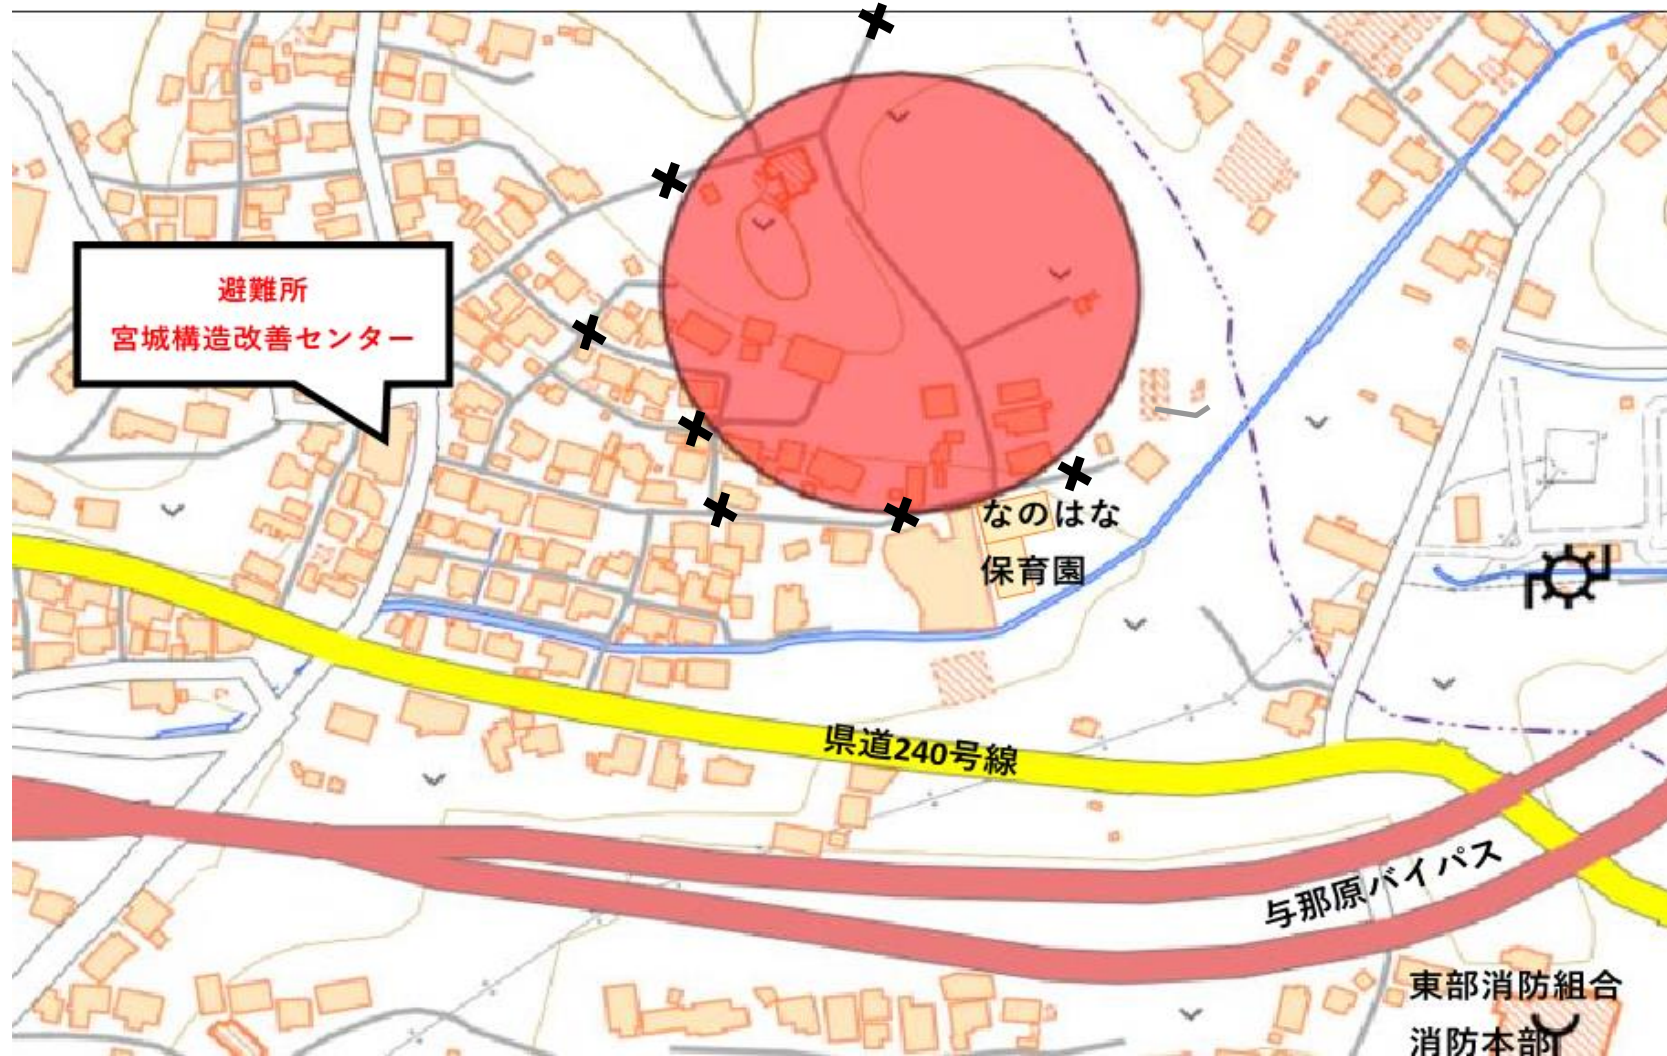 避難所
宮城構造改善センター
なのはな
保育園
県道240号線
与那原バイパス
東部消防組合
消防本部